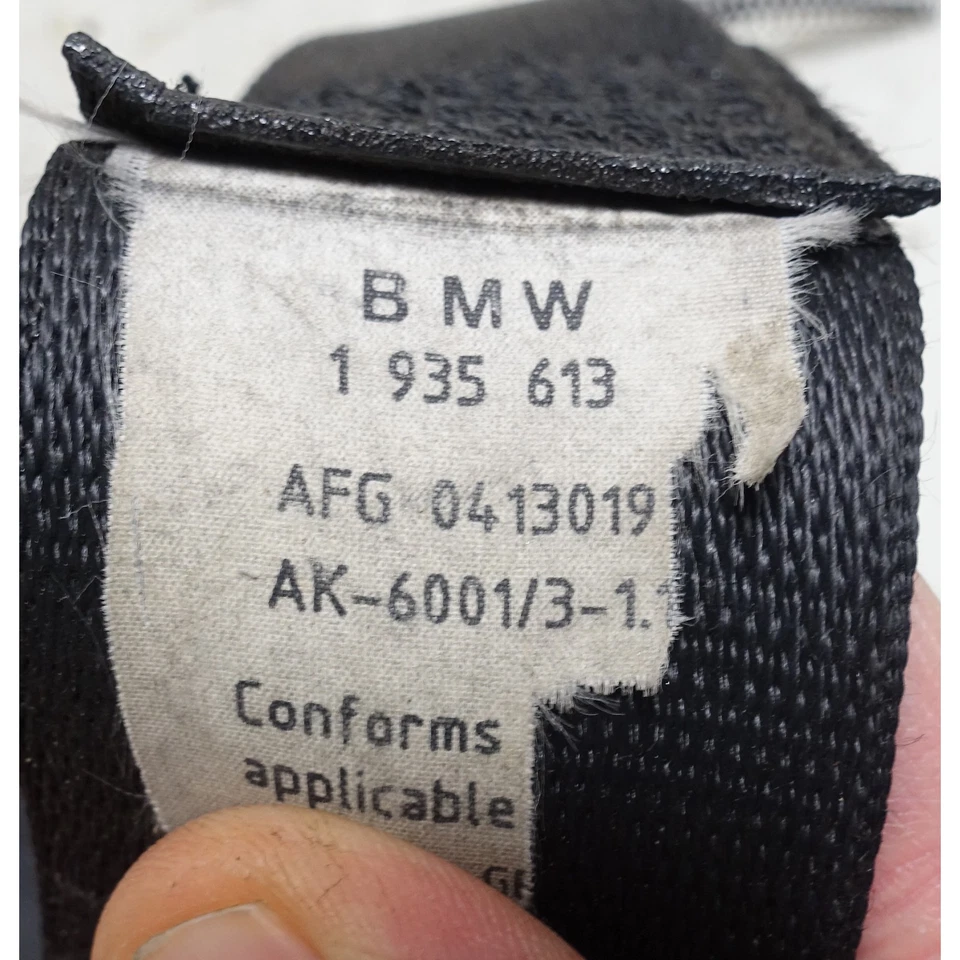 BMW
1 935 613
AFG 0413019
AK-6001/3-1.
Conforms
applicable